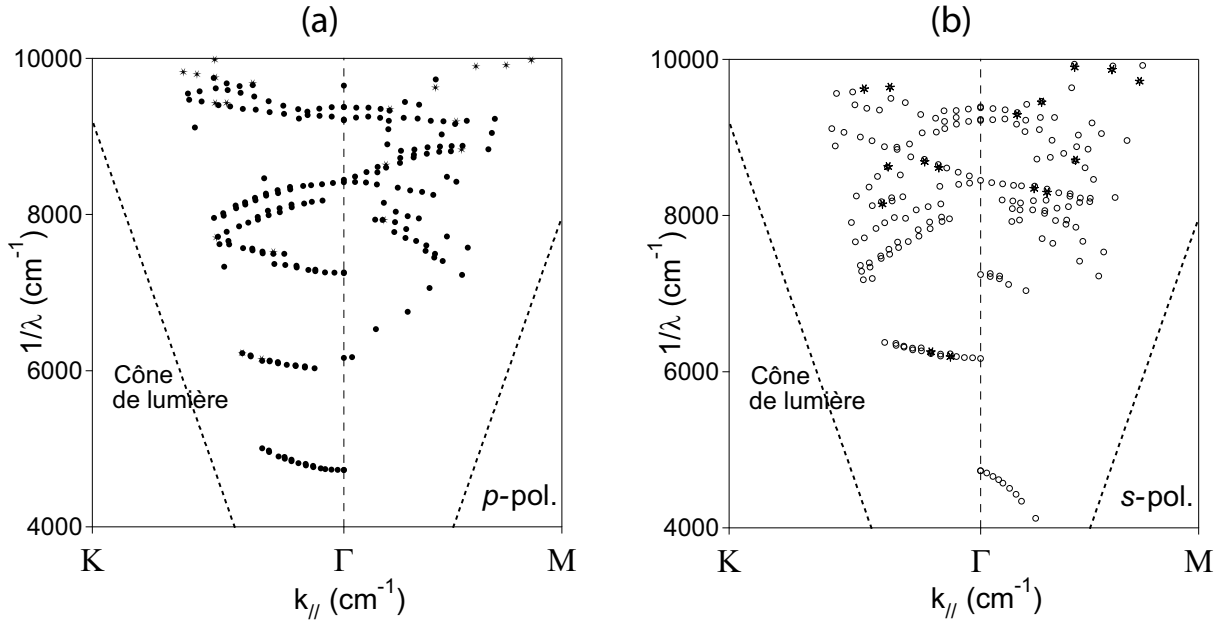 (a)
10000
8000
6000
4000
1/λ (cm⁻¹)
Cône
de lumière
p-pol.
K
Γ
M
k// (cm⁻¹)
(b)
10000
8000
6000
4000
1/λ (cm⁻¹)
Cône
de lumière
s-pol.
K
Γ
M
k// (cm⁻¹)